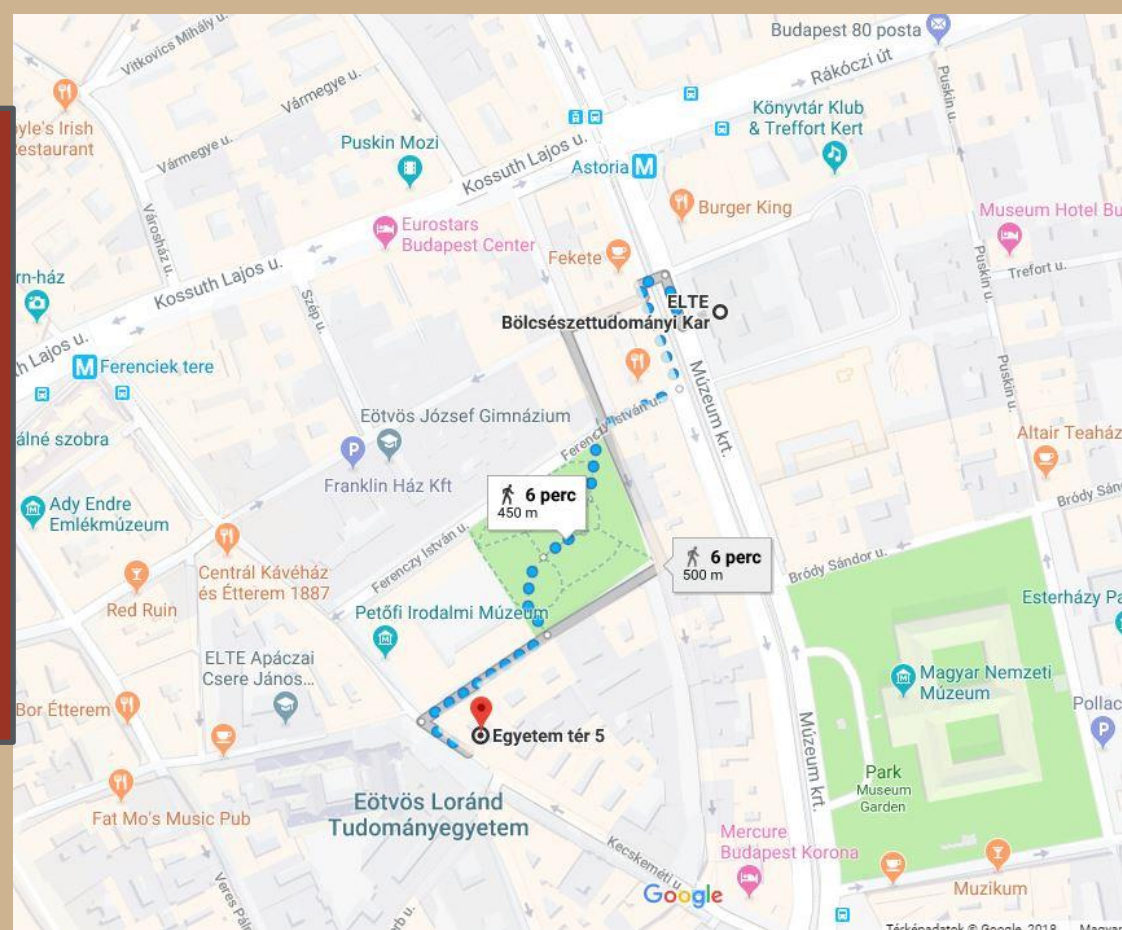 Vitkovics Mihály u.
Budapest 80 posta
Rákóczi út
Vármegye u.
Puskin u.
yle's Irish
estaurant
Könyvtár Klub
& Treffort Kert
Vármegye u.
Puskin Mozi
Kossuth Lajos u.
Astoria M
Városház u.
Burger King
Museum Hotel Bu
Eurostars
Budapest Center
Fekete
Trefort u.
rn-ház
Kossuth Lajos u.
Szép u.
Puskin u.
ELTE
Bölcsészettudományi Kar
h Lajos u.
M Ferenciek tere
Múzeum krt.
Puskin u.
Eötvös József Gimnázium
Ferenczy István u.
álné szobra
Altair Teaház
P
Franklin Ház Kft
6 perc
450 m
Bródy Sán
Ady Endre
Emlékmúzeum
Ferenczy István u.
6 perc
500 m
Bródy Sándor u.
Centrál Kávéház
és Étterem 1887
Red Ruin
Petőfi Irodalmi Múzeum
Esterházy Pa
ELTE Apáczai
Csere János...
Magyar Nemzeti
Múzeum
Bor Étterem
Egyetem tér 5
Pollac
P
Múzeum krt.
Park
Museum
Garden
Fat Mo's Music Pub
Eötvös Loránd
Tudományegyetem
Mercure
Budapest Korona
Kecskeméti u.
Veres Páln
Google
Muzikum
Térképadatok © Google, 2018
Magyar